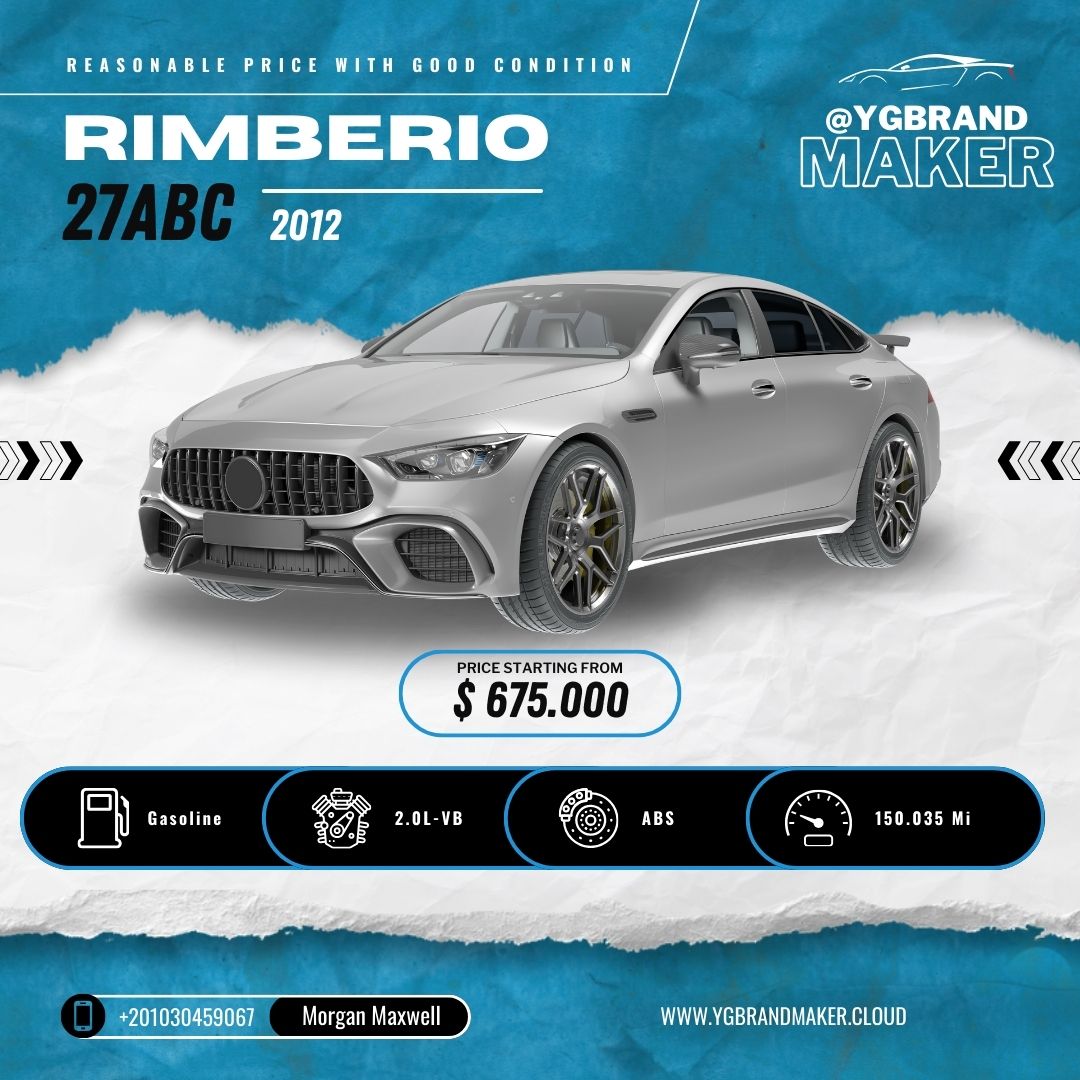 REASONABLE PRICE WITH GOOD CONDITION
RIMBERIO
27ABC
2012
@YGBRAND
MAKER
PRICE STARTING FROM
$ 675.000
Gasoline
2.0L-VB
ABS
150.035 Mi
+201030459067
Morgan Maxwell
WWW.YGBRANDMAKER.CLOUD